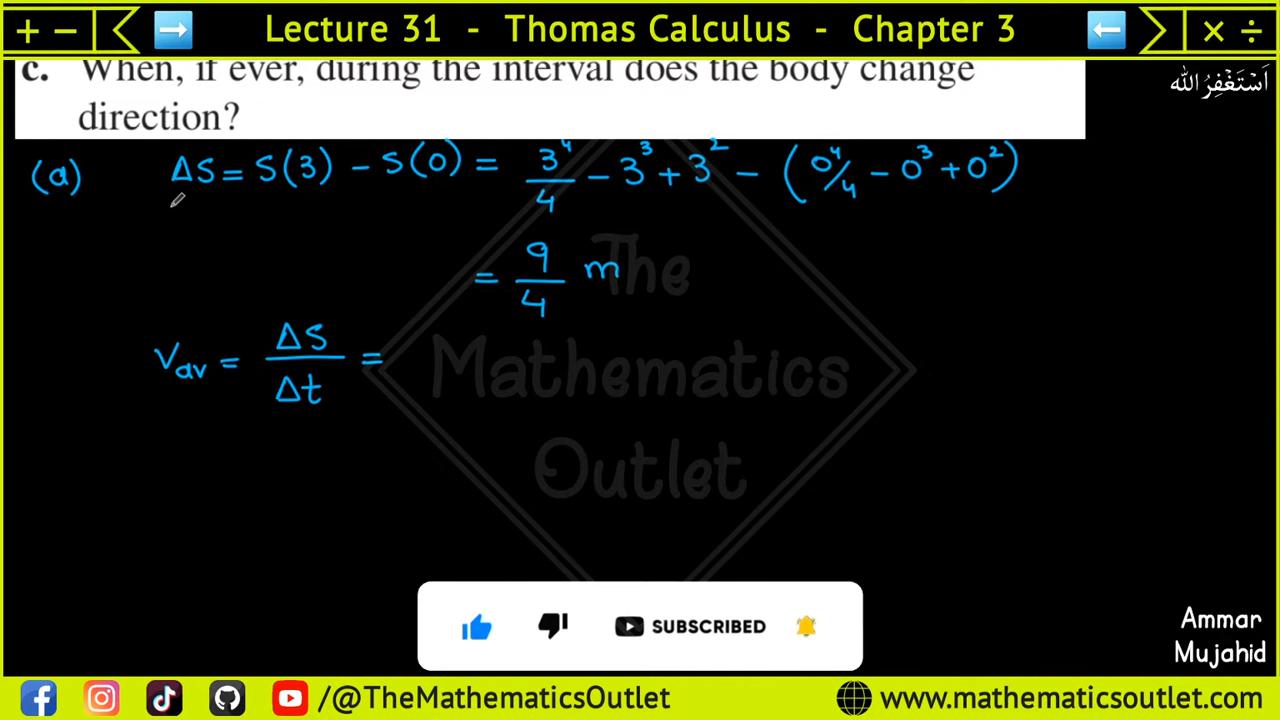 + − Lecture 31 - Thomas Calculus - Chapter 3 × ÷
c. When, if ever, during the interval does the body change
direction?
اَسْتَغْفِرُ اللّٰه
(a) ΔS = S(3) − S(0) = 3⁴/4 − 3³ + 3² − (0⁴/4 − 0³ + 0²)
= 9/4 m
Vav = ΔS/Δt =
The
Mathematics
Outlet
SUBSCRIBED
Ammar
Mujahid
/@TheMathematicsOutlet www.mathematicsoutlet.com